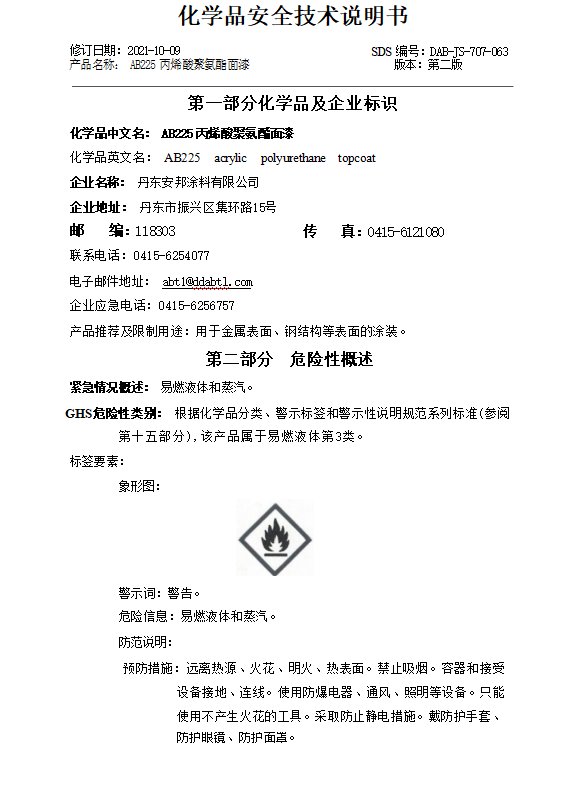 化学品安全技术说明书
修订日期：2021-10-09 SDS 编号：DAB-JS-707-063
产品名称： AB225 丙烯酸聚氨酯面漆 版本：第二版
第一部分化学品及企业标识
化学品中文名： AB225 丙烯酸聚氨酯面漆
化学品英文名： AB225 acrylic polyurethane topcoat
企业名称： 丹东安邦涂料有限公司
企业地址： 丹东市振兴区集环路15号
邮 编:118303 传 真:0415-6121080
联系电话：0415-6254077
电子邮件地址： abtl@ddabtl.com
企业应急电话：0415-6256757
产品推荐及限制用途：用于金属表面、钢结构等表面的涂装。
第二部分 危险性概述
紧急情况概述： 易燃液体和蒸汽。
GHS危险性类别： 根据化学品分类、警示标签和警示性说明规范系列标准(参阅
第十五部分),该产品属于易燃液体第3类。
标签要素：
象形图：
警示词：警告。
危险信息：易燃液体和蒸汽。
防范说明：
预防措施：远离热源、火花、明火、热表面。禁止吸烟。容器和接受
设备接地、连线。使用防爆电器、通风、照明等设备。只能
使用不产生火花的工具。采取防止静电措施。戴防护手套、
防护眼镜、防护面罩。